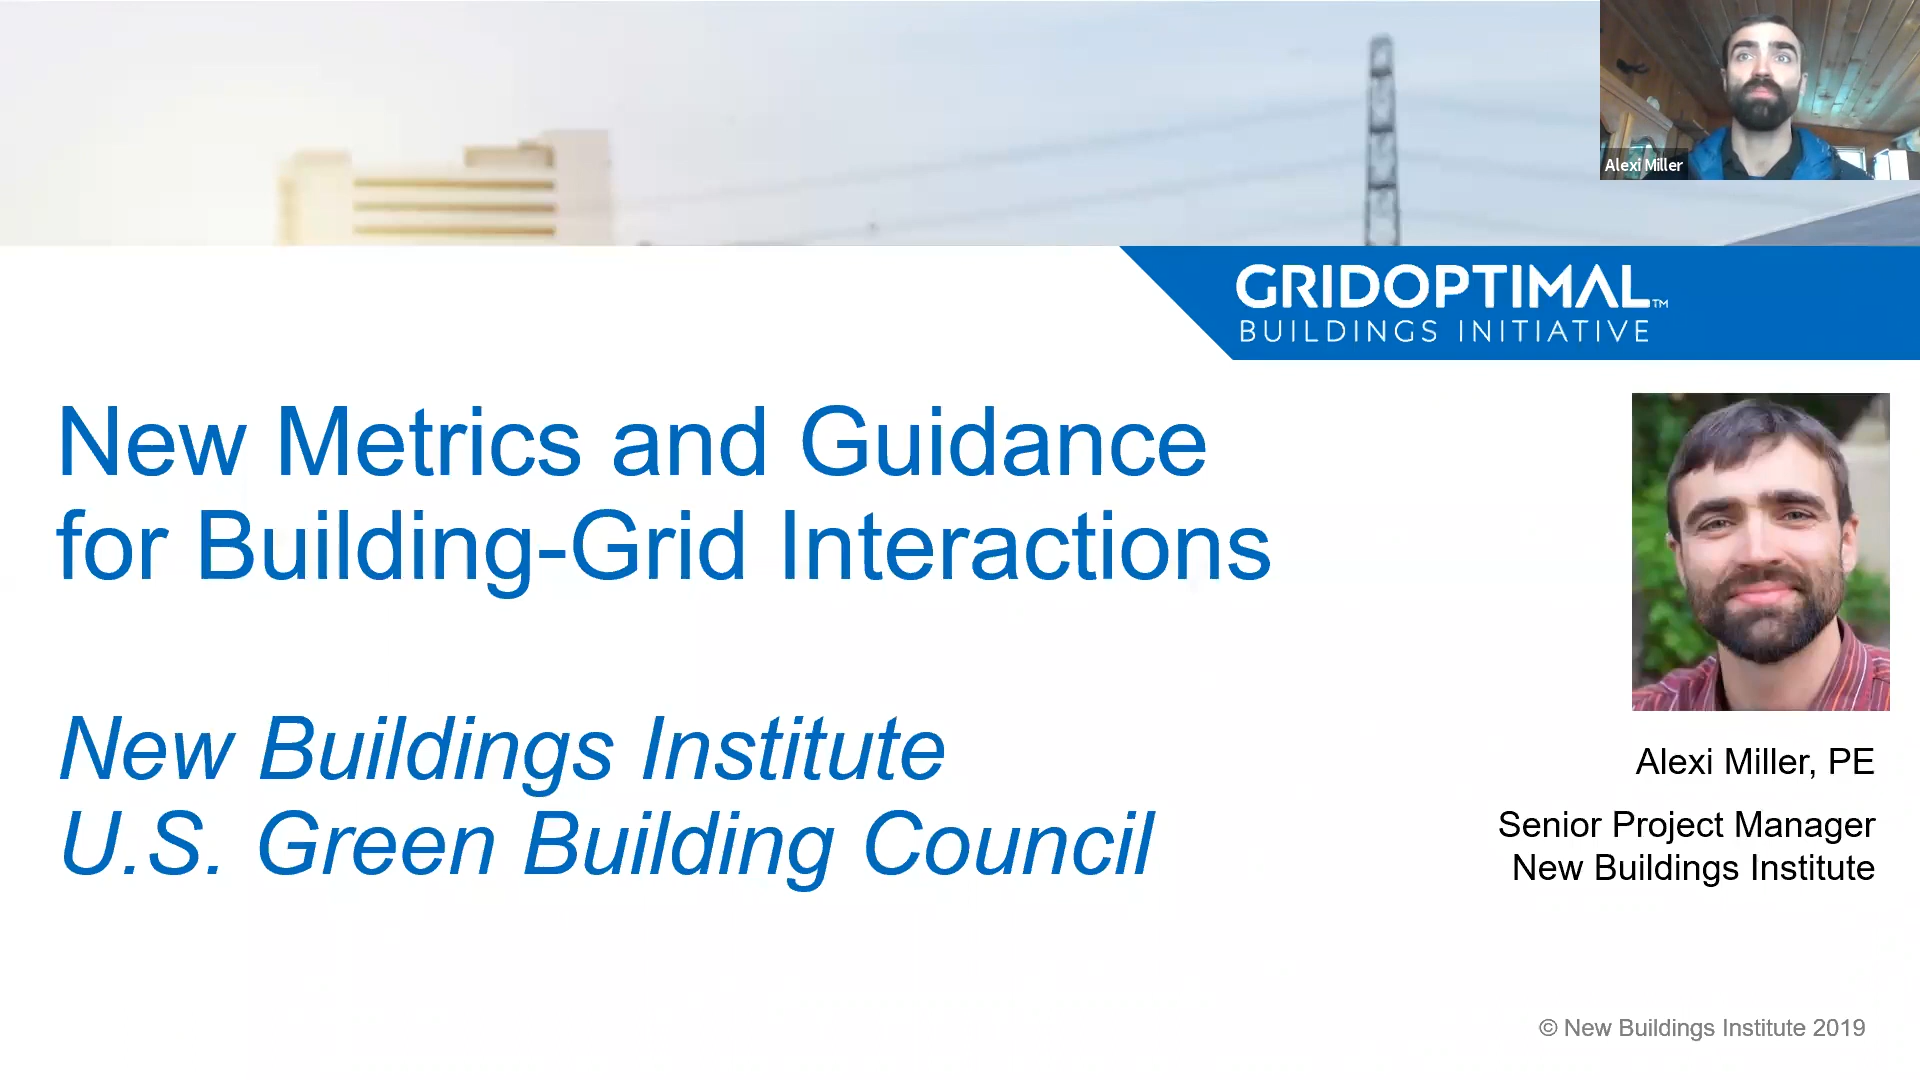 Alexi Miller
GRIDOPTIMAL™
BUILDINGS INITIATIVE
New Metrics and Guidance
for Building-Grid Interactions
New Buildings Institute
U.S. Green Building Council
Alexi Miller, PE
Senior Project Manager
New Buildings Institute
© New Buildings Institute 2019